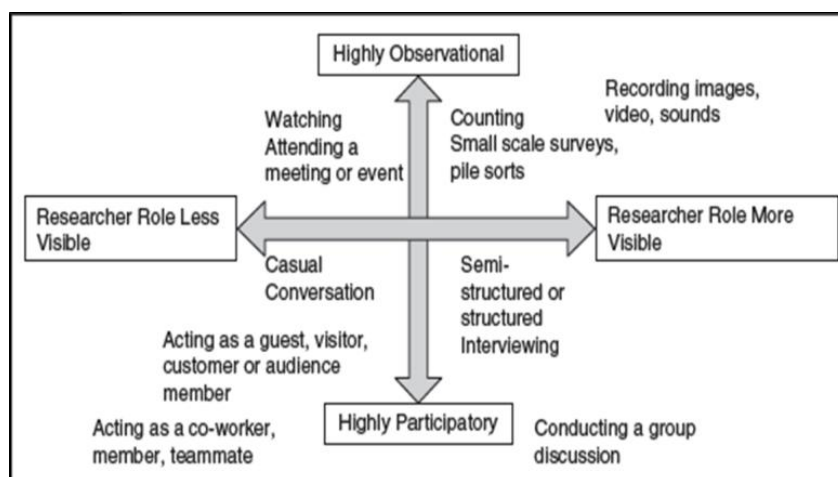 Highly Observational
Recording images,
video, sounds
Watching
Attending a
meeting or event
Counting
Small scale surveys,
pile sorts
Researcher Role Less
Visible
Researcher Role More
Visible
Casual
Conversation
Semi-
structured or
structured
Interviewing
Acting as a guest, visitor,
customer or audience
member
Highly Participatory
Acting as a co-worker,
member, teammate
Conducting a group
discussion